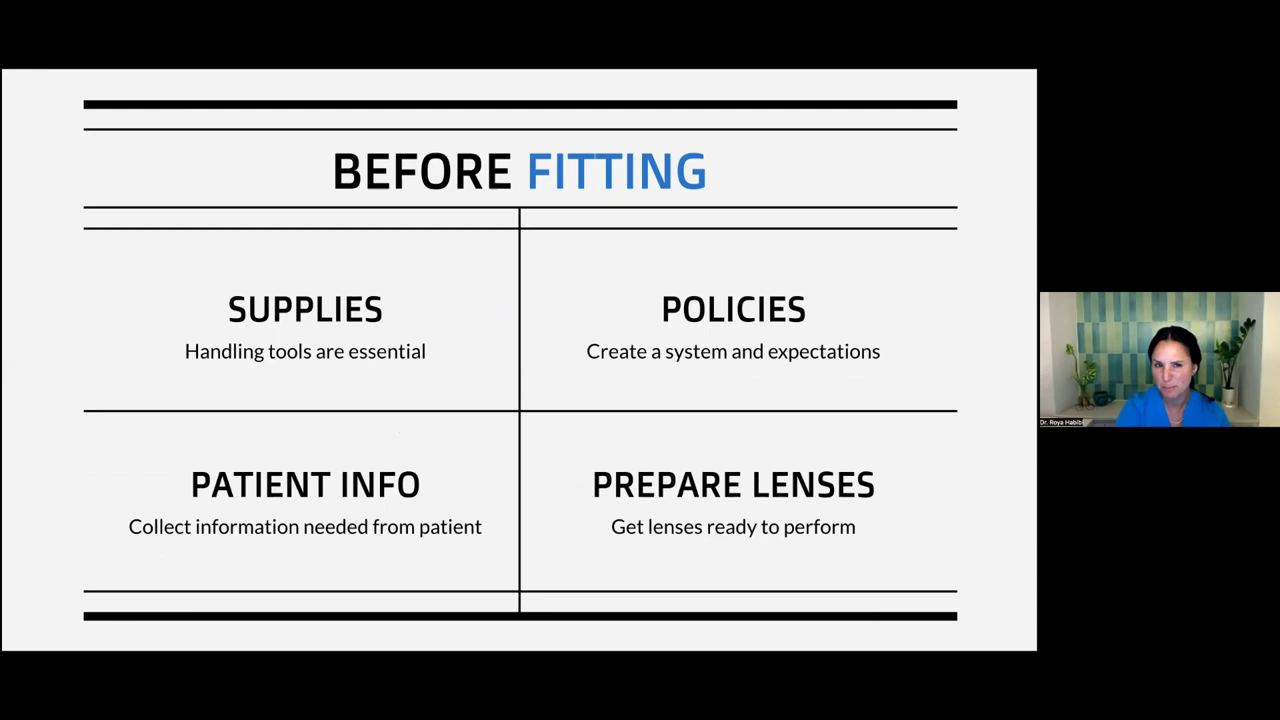 BEFORE FITTING
SUPPLIES
Handling tools are essential
POLICIES
Create a system and expectations
PATIENT INFO
Collect information needed from patient
PREPARE LENSES
Get lenses ready to perform
Dr. Roya Habibi